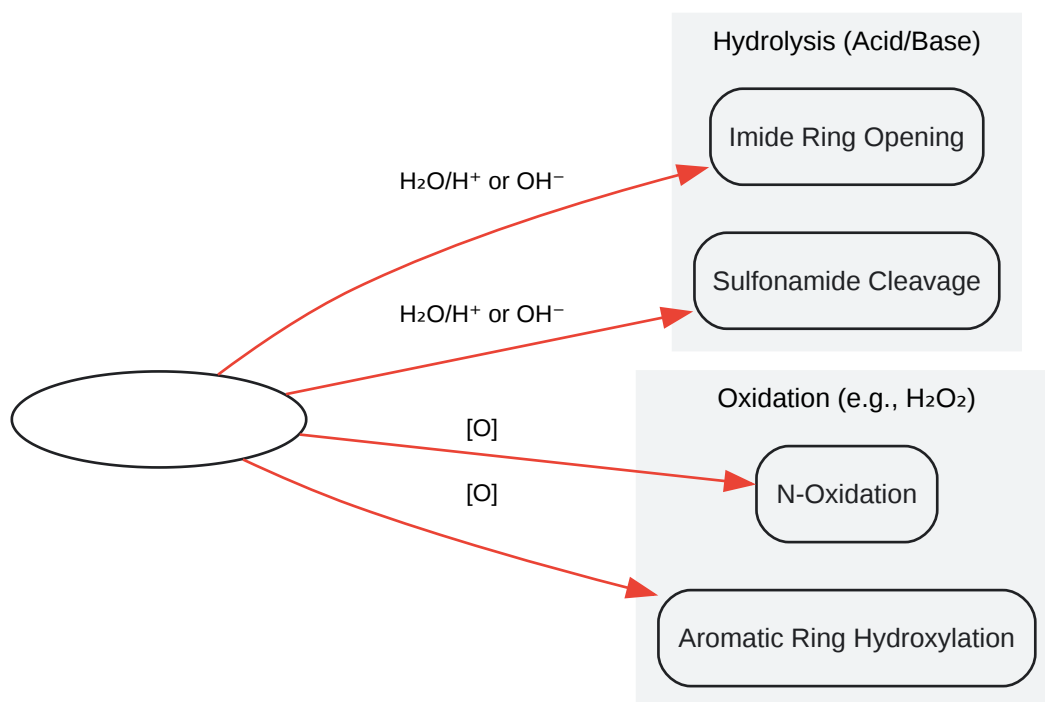 Hydrolysis (Acid/Base)
Imide Ring Opening
H₂O/H⁺ or OH⁻
Sulfonamide Cleavage
H₂O/H⁺ or OH⁻
Oxidation (e.g., H₂O₂)
[O]
N-Oxidation
[O]
Aromatic Ring Hydroxylation